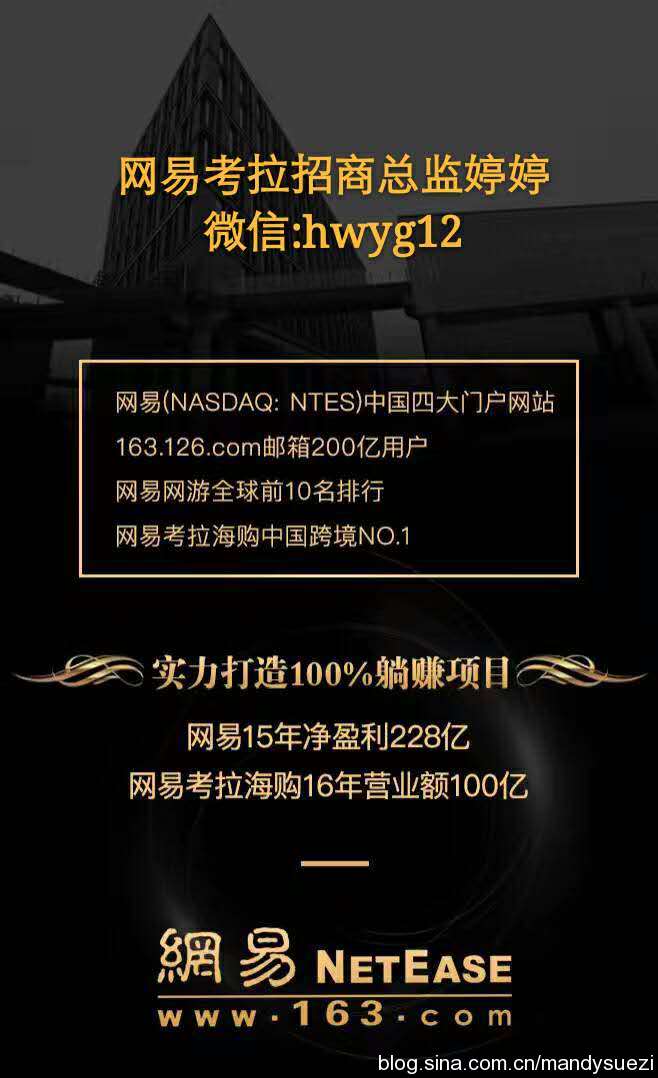 网易考拉招商总监婷婷
微信:hwyg12
网易(NASDAQ: NTES)中国四大门户网站
163.126.com邮箱200亿用户
网易网游全球前10名排行
网易考拉海购中国跨境NO.1
实力打造100%躺赚项目
网易15年净盈利228亿
网易考拉海购16年营业额100亿
網易 NETEASE
www.163.com
blog.sina.com.cn/mandysuezi